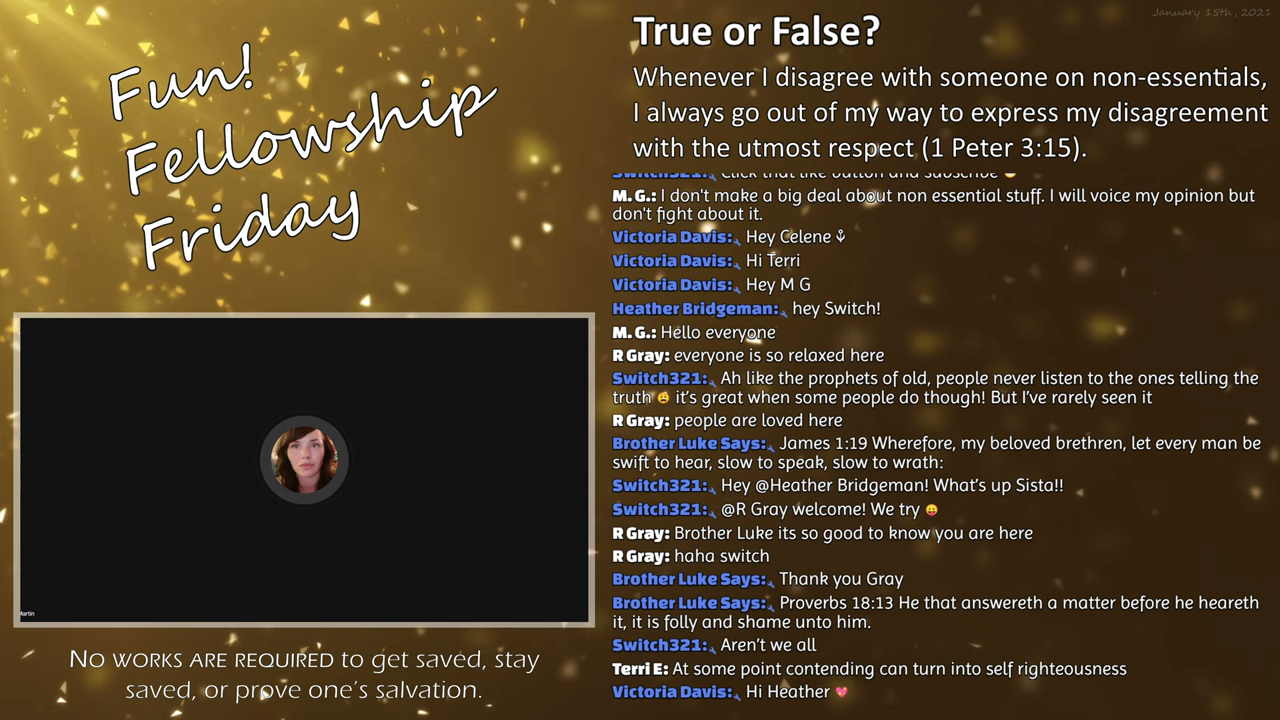 January 15th, 2021
Fun!
Fellowship
Friday
True or False?
Whenever I disagree with someone on non-essentials,
I always go out of my way to express my disagreement
with the utmost respect (1 Peter 3:15).
Switch321: Click that like button and subscribe 😊
M. G.: I don't make a big deal about non essential stuff. I will voice my opinion but
don't fight about it.
Victoria Davis: Hey Celene ⚓
Victoria Davis: Hi Terri
Victoria Davis: Hey M G
Heather Bridgeman: hey Switch!
M. G.: Hello everyone
R Gray: everyone is so relaxed here
Switch321: Ah like the prophets of old, people never listen to the ones telling the
truth 😩 it's great when some people do though! But I've rarely seen it
R Gray: people are loved here
Brother Luke Says: James 1:19 Wherefore, my beloved brethren, let every man be
swift to hear, slow to speak, slow to wrath:
Switch321: Hey @Heather Bridgeman! What's up Sista!!
Switch321: @R Gray welcome! We try 😛
R Gray: Brother Luke its so good to know you are here
R Gray: haha switch
Brother Luke Says: Thank you Gray
Brother Luke Says: Proverbs 18:13 He that answereth a matter before he heareth
it, it is folly and shame unto him.
Switch321: Aren't we all
Terri E: At some point contending can turn into self righteousness
Victoria Davis: Hi Heather 💖
Martin
NO WORKS ARE REQUIRED to get saved, stay
saved, or prove one's salvation.